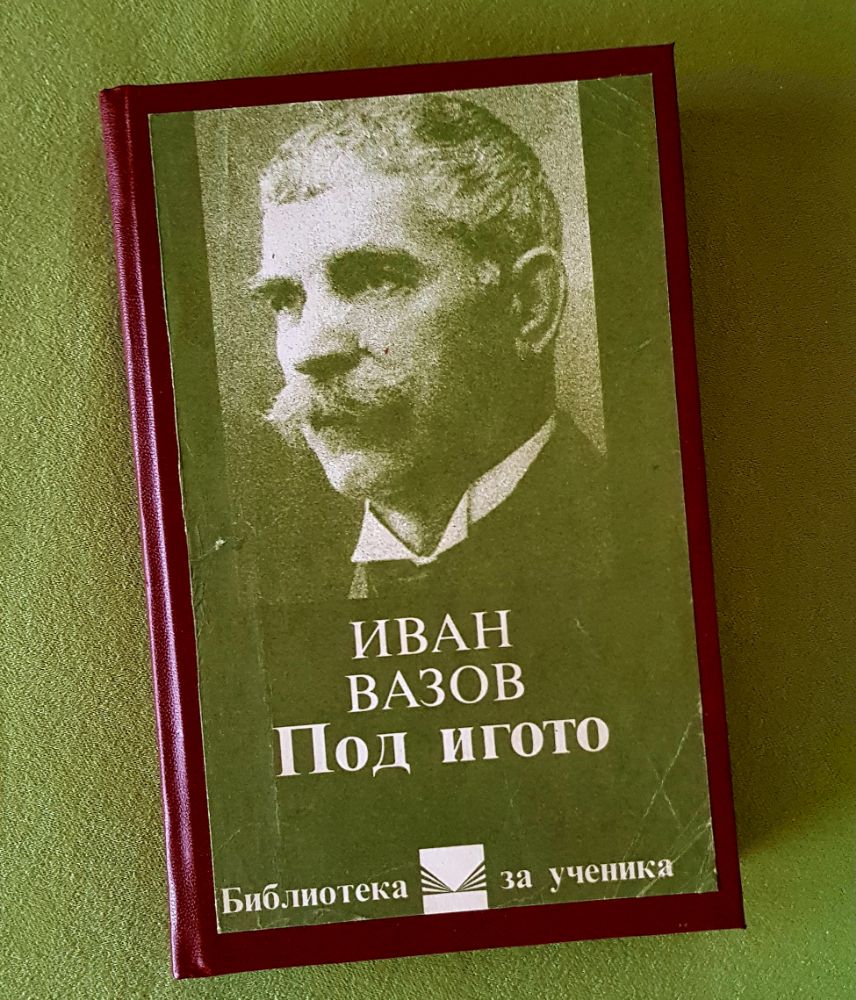 ИВАН
ВАЗОВ
Под игото
Библиотека за ученика